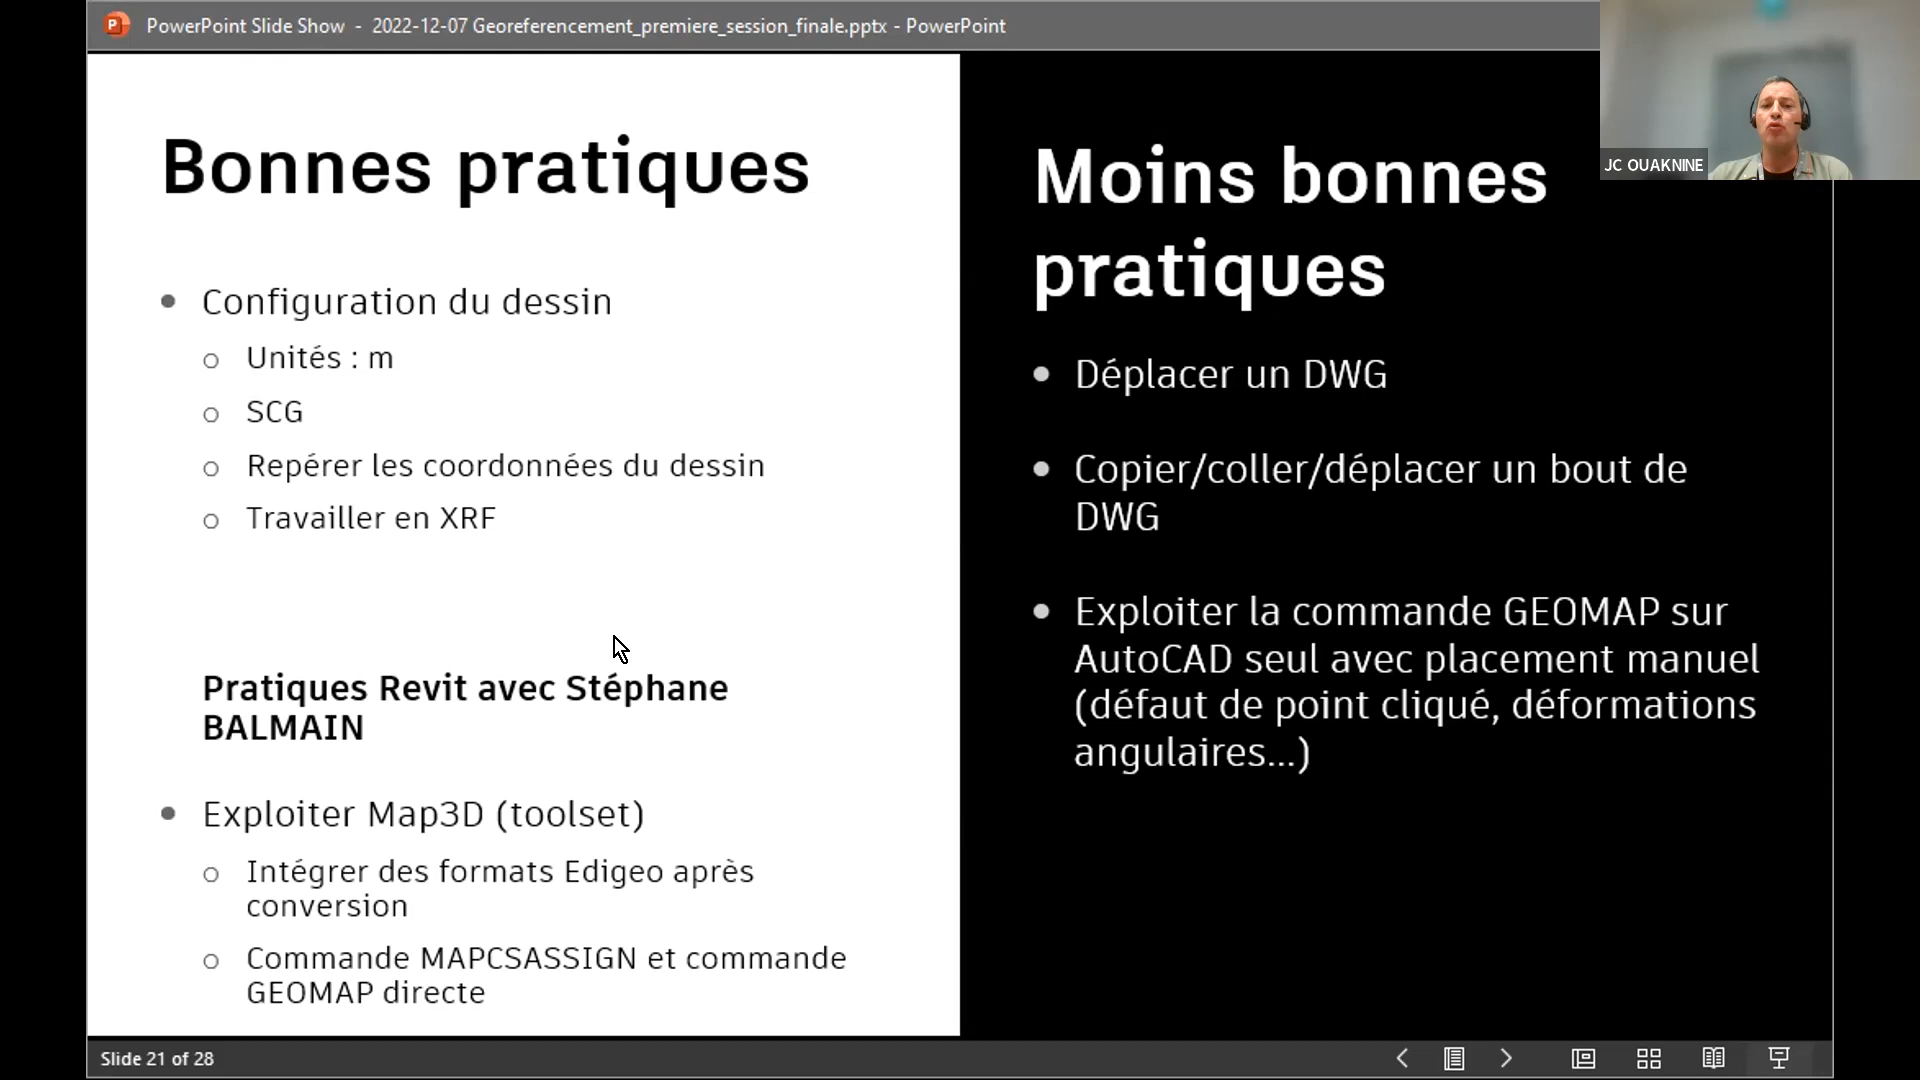 PowerPoint Slide Show - 2022-12-07 Georeferencement_premiere_session_finale.pptx - PowerPoint
JC OUAKNINE
Bonnes pratiques
Configuration du dessin
Unités : m
SCG
Repérer les coordonnées du dessin
Travailler en XRF
Pratiques Revit avec Stéphane
BALMAIN
Exploiter Map3D (toolset)
Intégrer des formats Edigeo après
conversion
Commande MAPCSASSIGN et commande
GEOMAP directe
Moins bonnes
pratiques
Déplacer un DWG
Copier/coller/déplacer un bout de
DWG
Exploiter la commande GEOMAP sur
AutoCAD seul avec placement manuel
(défaut de point cliqué, déformations
angulaires...)
Slide 21 of 28